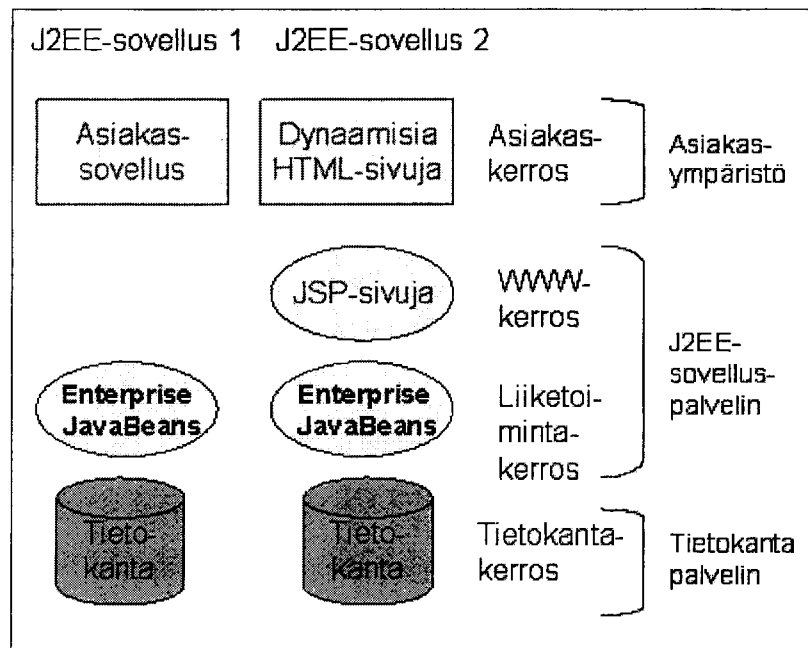 J2EE-sovellus 1 J2EE-sovellus 2
Asiakas-
sovellus
Dynaamisia
HTML-sivuja
Asiakas-
kerros
Asiakas-
ympäristö
JSP-sivuja
WWW-
kerros
J2EE-
sovellus-
palvelin
Enterprise
JavaBeans
Enterprise
JavaBeans
Liiketoi-
minta-
kerros
Tieto-
kanta
Tieto-
kanta
Tietokanta-
kerros
Tietokanta
palvelin